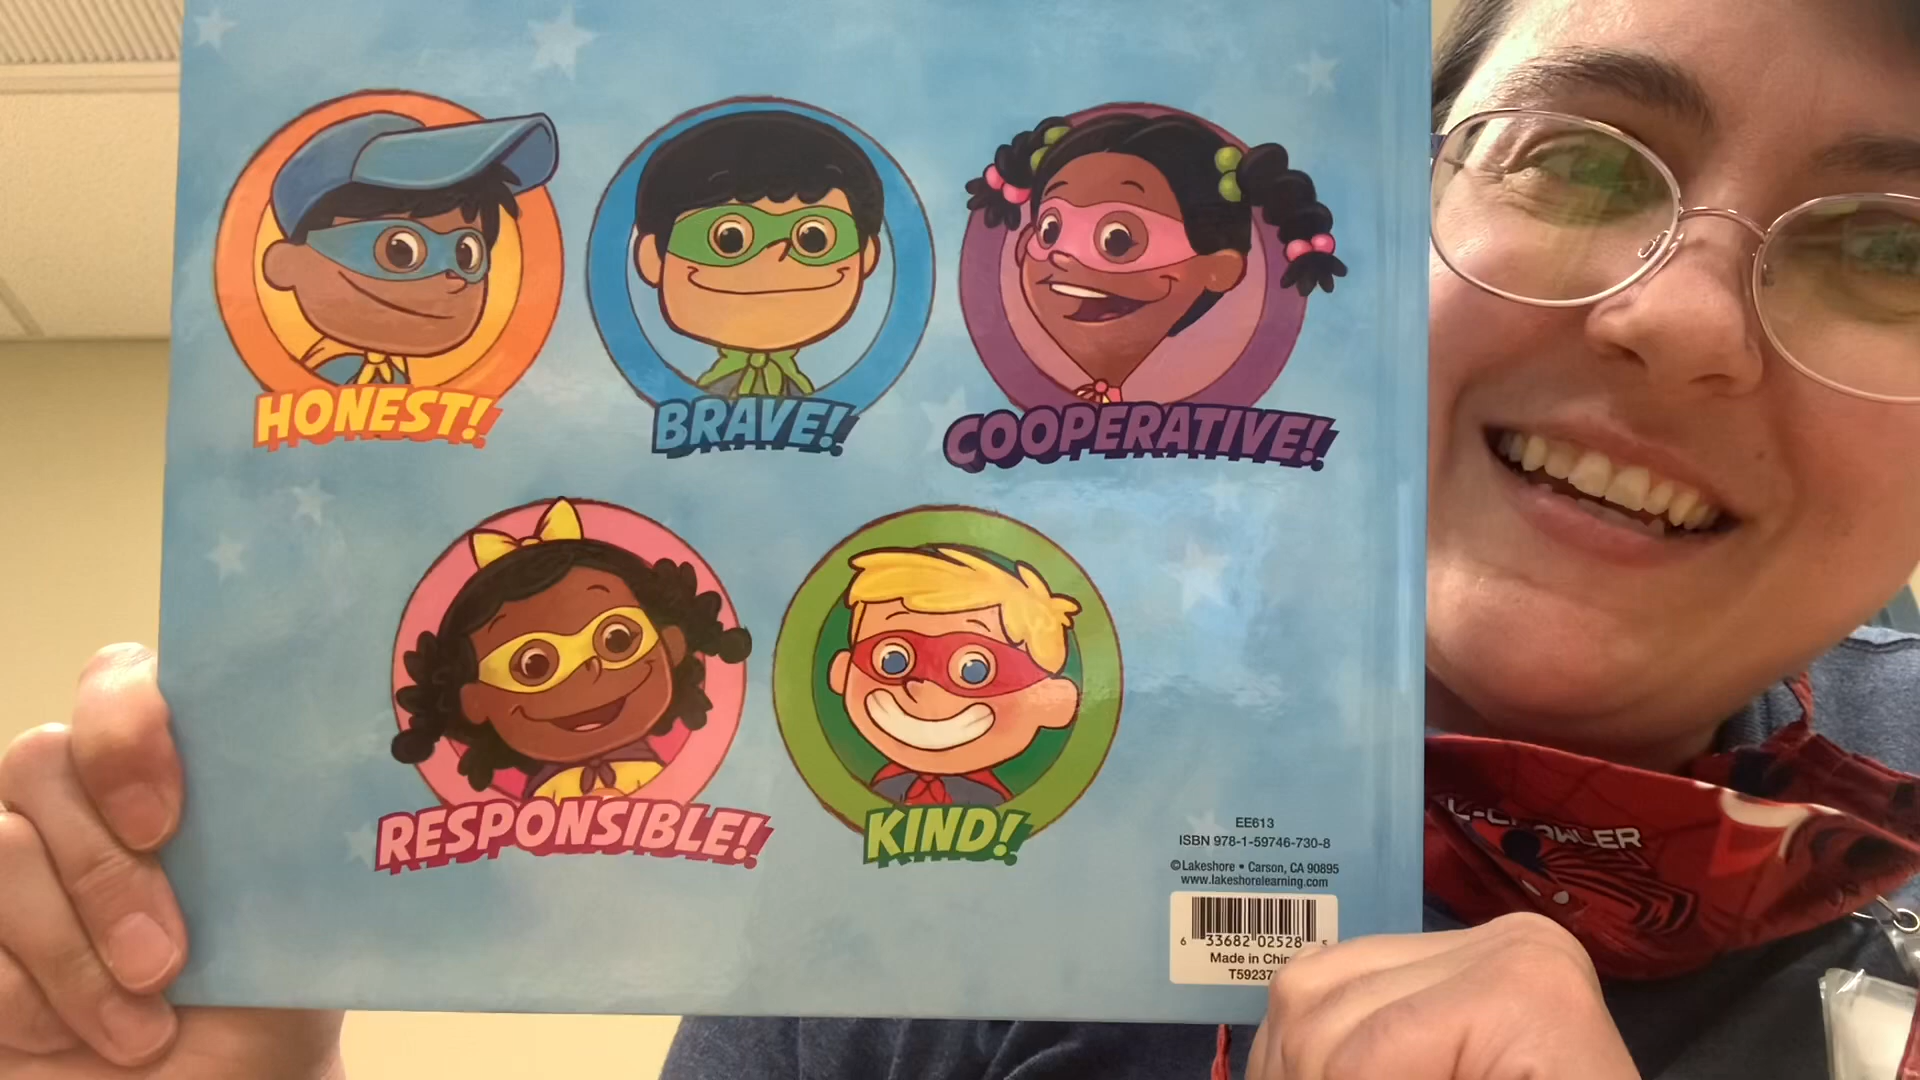 HONEST!
BRAVE!
COOPERATIVE!
RESPONSIBLE!
KIND!
EE613
ISBN 978-1-59746-730-8
©Lakeshore • Carson, CA 90895
www.lakeshorelearning.com
6 33682 02528 5
Made in
T5923